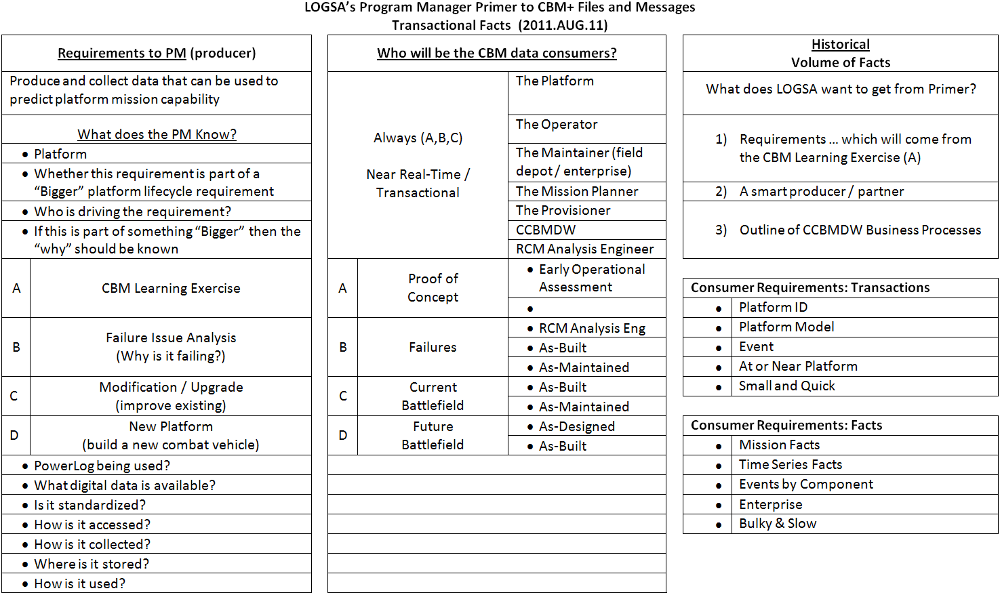 LOGSA's Program Manager Primer to CBM+ Files and Messages
Transactional Facts (2011.AUG.11)
Requirements to PM (producer)
Produce and collect data that can be used to
predict platform mission capability
What does the PM Know?
• Platform
• Whether this requirement is part of a
“Bigger” platform lifecycle requirement
• Who is driving the requirement?
• If this is part of something “Bigger” then the
“why” should be known
A
CBM Learning Exercise
B
Failure Issue Analysis
(Why is it failing?)
C
Modification / Upgrade
(improve existing)
D
New Platform
(build a new combat vehicle)
• PowerLog being used?
• What digital data is available?
• Is it standardized?
• How is it accessed?
• How is it collected?
• Where is it stored?
• How is it used?
Who will be the CBM data consumers?
Always (A,B,C)
Near Real-Time /
Transactional
The Platform
The Operator
The Maintainer (field
depot / enterprise)
The Mission Planner
The Provisioner
CCBMDW
RCM Analysis Engineer
A
Proof of
Concept
• Early Operational
Assessment
•
B
Failures
• RCM Analysis Eng
• As-Built
• As-Maintained
C
Current
Battlefield
• As-Built
• As-Maintained
D
Future
Battlefield
• As-Designed
• As-Built
Historical
Volume of Facts
What does LOGSA want to get from Primer?
1) Requirements ... which will come from
the CBM Learning Exercise (A)
2) A smart producer / partner
3) Outline of CCBMDW Business Processes
Consumer Requirements: Transactions
• Platform ID
• Platform Model
• Event
• At or Near Platform
• Small and Quick
Consumer Requirements: Facts
• Mission Facts
• Time Series Facts
• Events by Component
• Enterprise
• Bulky & Slow